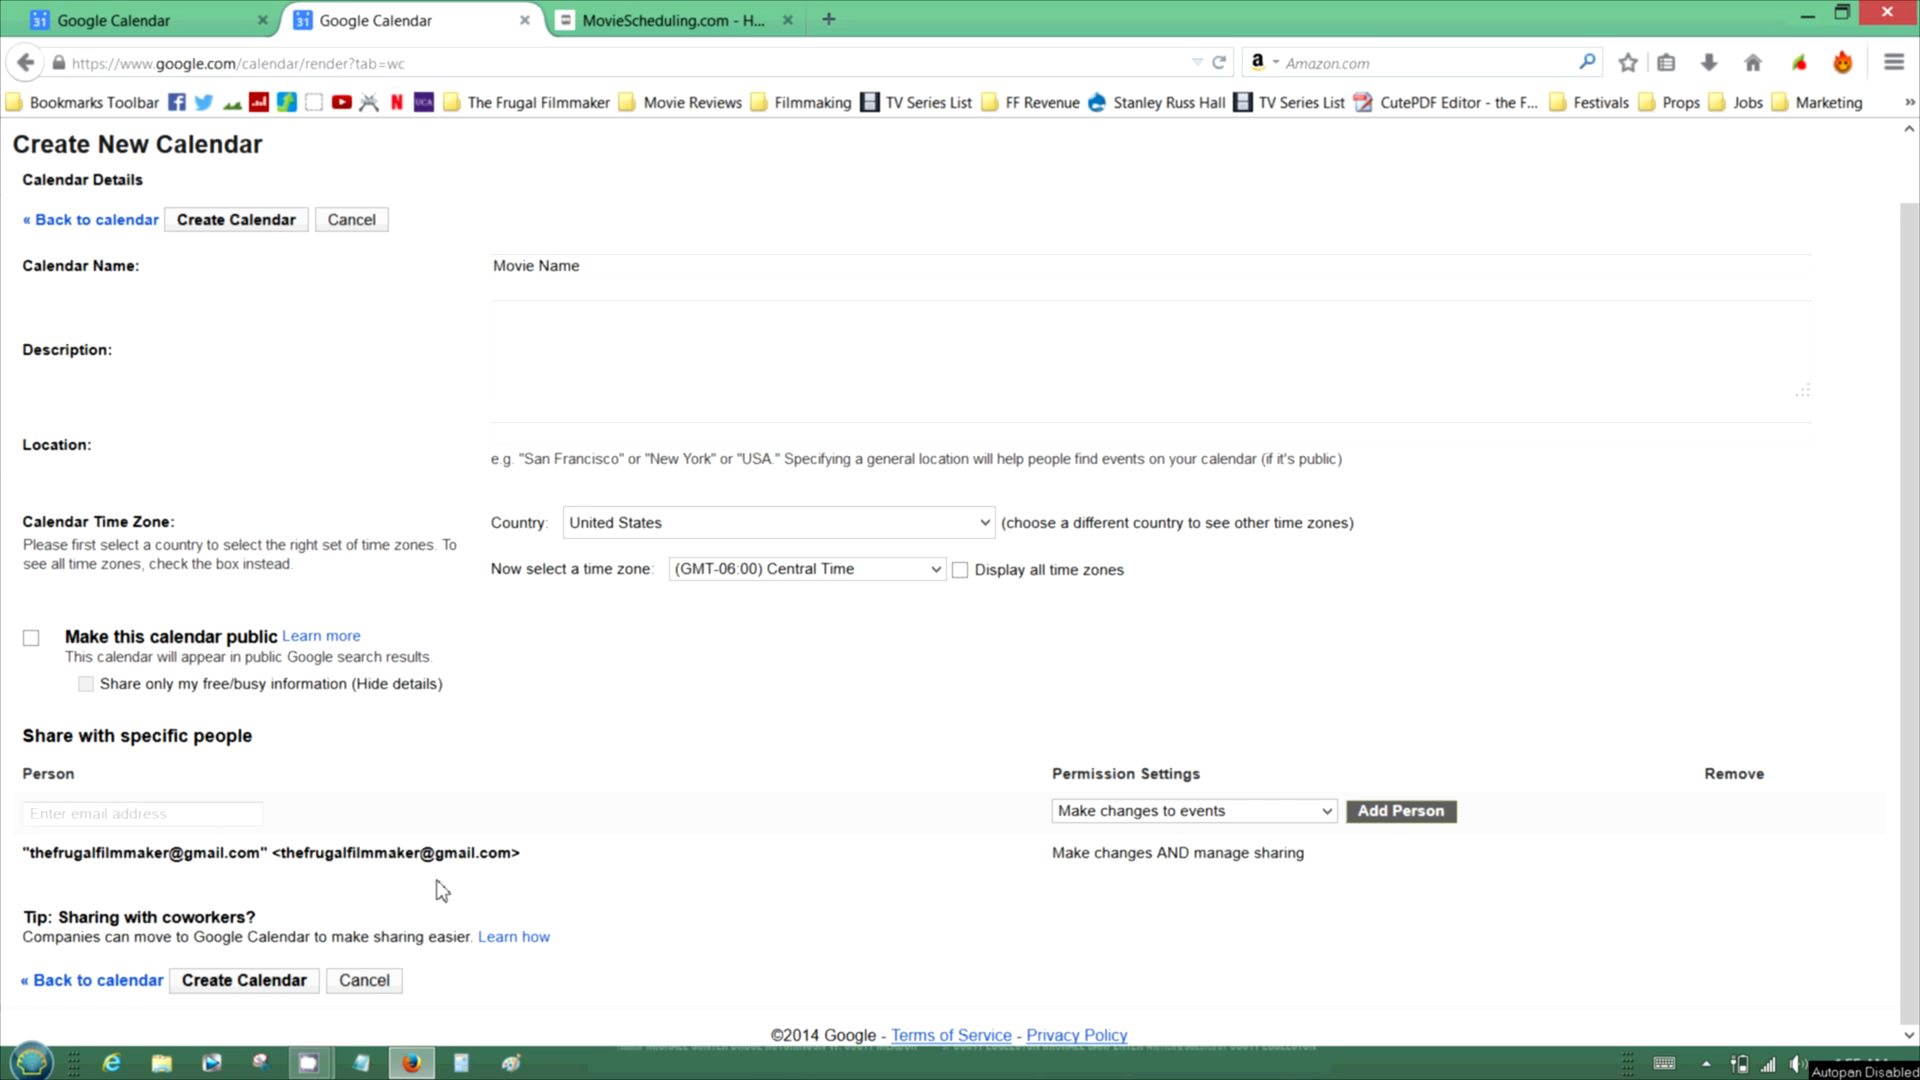 Google Calendar
Google Calendar
MovieScheduling.com - H...
https://www.google.com/calendar/render?tab=wc
Amazon.com
Bookmarks Toolbar
The Frugal Filmmaker
Movie Reviews
Filmmaking
TV Series List
FF Revenue
Stanley Russ Hall
TV Series List
CutePDF Editor - the F...
Festivals
Props
Jobs
Marketing
Create New Calendar
Calendar Details
« Back to calendar Create Calendar Cancel
Calendar Name: Movie Name
Description:
Location:
e.g. "San Francisco" or "New York" or "USA." Specifying a general location will help people find events on your calendar (if it's public)
Calendar Time Zone:
Please first select a country to select the right set of time zones. To
see all time zones, check the box instead.
Country: United States (choose a different country to see other time zones)
Now select a time zone: (GMT-06:00) Central Time Display all time zones
Make this calendar public Learn more
This calendar will appear in public Google search results.
Share only my free/busy information (Hide details)
Share with specific people
Person Permission Settings Remove
Enter email address Make changes to events Add Person
"thefrugalfilmmaker@gmail.com" <thefrugalfilmmaker@gmail.com> Make changes AND manage sharing
Tip: Sharing with coworkers?
Companies can move to Google Calendar to make sharing easier. Learn how
« Back to calendar Create Calendar Cancel
©2014 Google - Terms of Service - Privacy Policy
Autopan Disabled